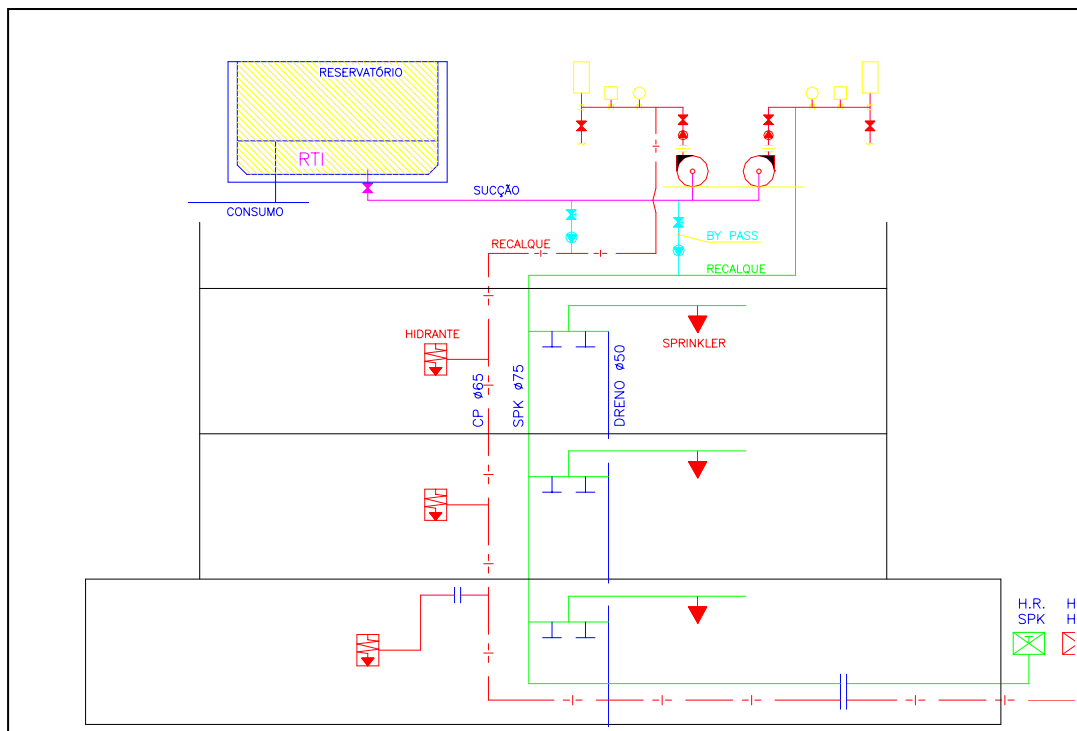 RESERVATÓRIO
RTI
SUCÇÃO
CONSUMO
BY PASS
RECALQUE
RECALQUE
HIDRANTE
SPRINKLER
CP ø65
SPK ø75
DRENO ø50
H.R.
SPK
H
H